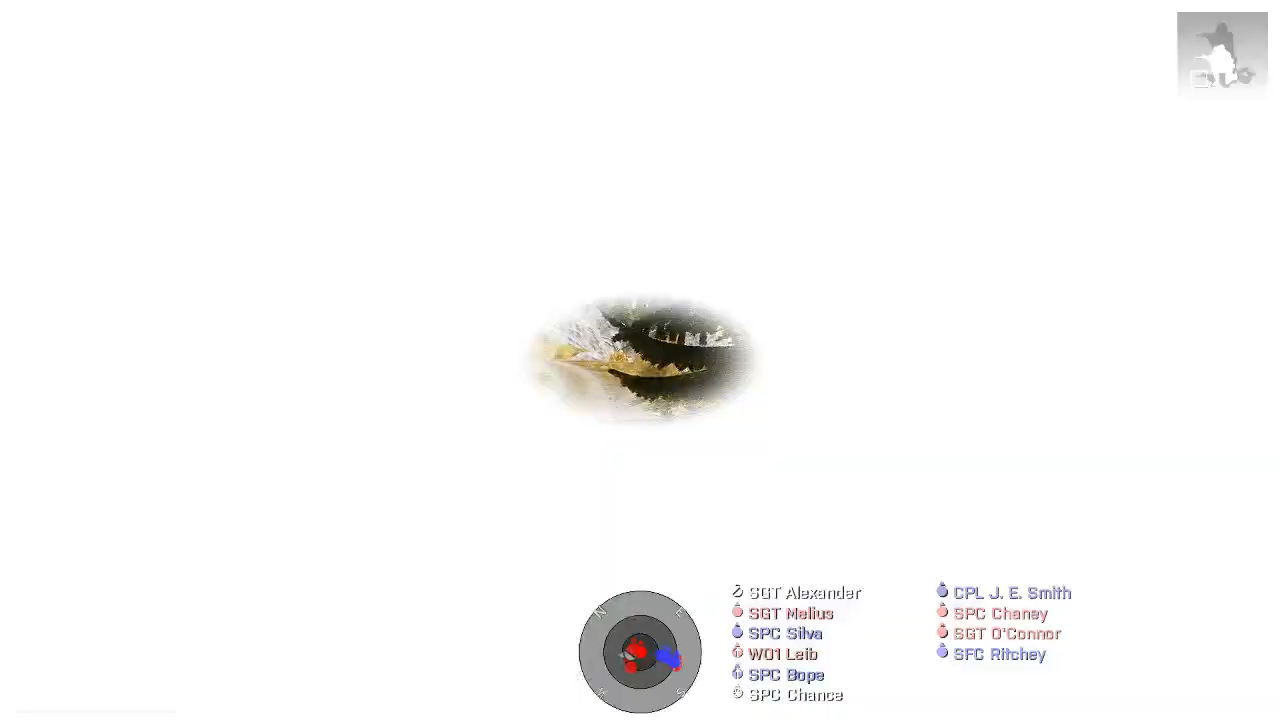 N
E
W
S
SGT Alexander
SGT Melius
SPC Silva
WO1 Leib
SPC Bope
SPC Chance
CPL J. E. Smith
SPC Chaney
SGT O'Connor
SFC Ritchey